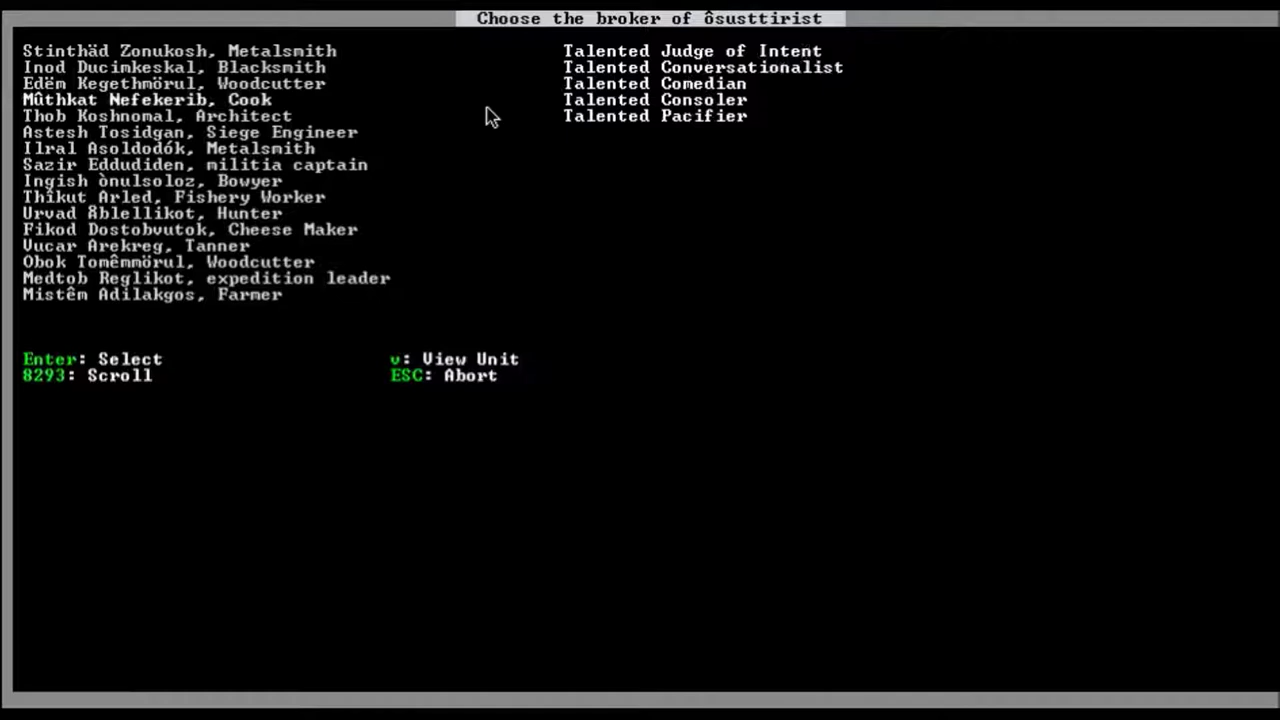 Choose the broker of ôsusttirist
Stinthäd Zonukosh, Metalsmith
Inod Ducimkeskal, Blacksmith
Edëm Kegethmörul, Woodcutter
Mûthkat Nefekerib, Cook
Thob Koshnomal, Architect
Astesh Tosidgan, Siege Engineer
Ilral Asoldodók, Metalsmith
Sazir Eddudiden, militia captain
Ingish ònulsoloz, Bowyer
Thîkut Arled, Fishery Worker
Urvad Åblellikot, Hunter
Fikod Dostobvutok, Cheese Maker
Vucar Arekreg, Tanner
Obok Tomêmmörul, Woodcutter
Medtob Reglikot, expedition leader
Mistêm Adilakgos, Farmer
Talented Judge of Intent
Talented Conversationalist
Talented Comedian
Talented Consoler
Talented Pacifier
Enter: Select
8293: Scroll
v: View Unit
ESC: Abort